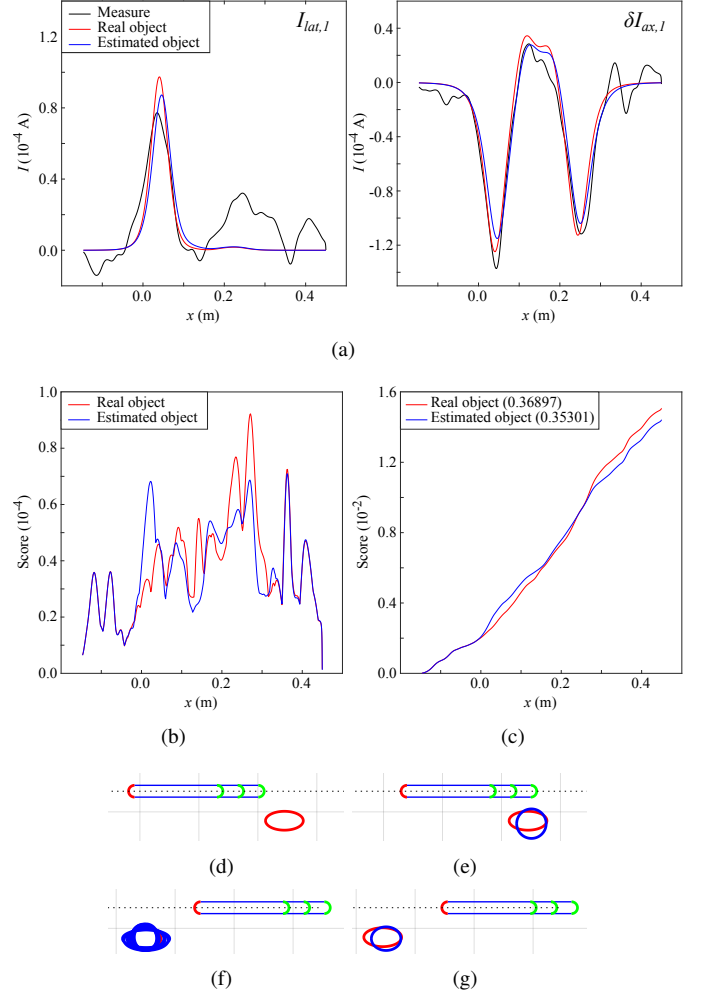 1.2
0.8
0.4
0.0
I (10⁻⁴ A)
Measure
Real object
Estimated object
I_lat,1
0.0
0.2
0.4
x (m)
0.0
-0.4
-0.8
-1.2
I (10⁻⁴ A)
δI_ax,1
0.0
0.2
0.4
x (m)
(a)
1.0
0.8
0.6
0.4
0.2
0.0
Score (10⁻⁴)
Real object
Estimated object
0.0
0.2
0.4
x (m)
(b)
1.6
1.2
0.8
0.4
0.0
Score (10⁻²)
Real object (0.36897)
Estimated object (0.35301)
0.0
0.2
0.4
x (m)
(c)
(d)
(e)
(f)
(g)